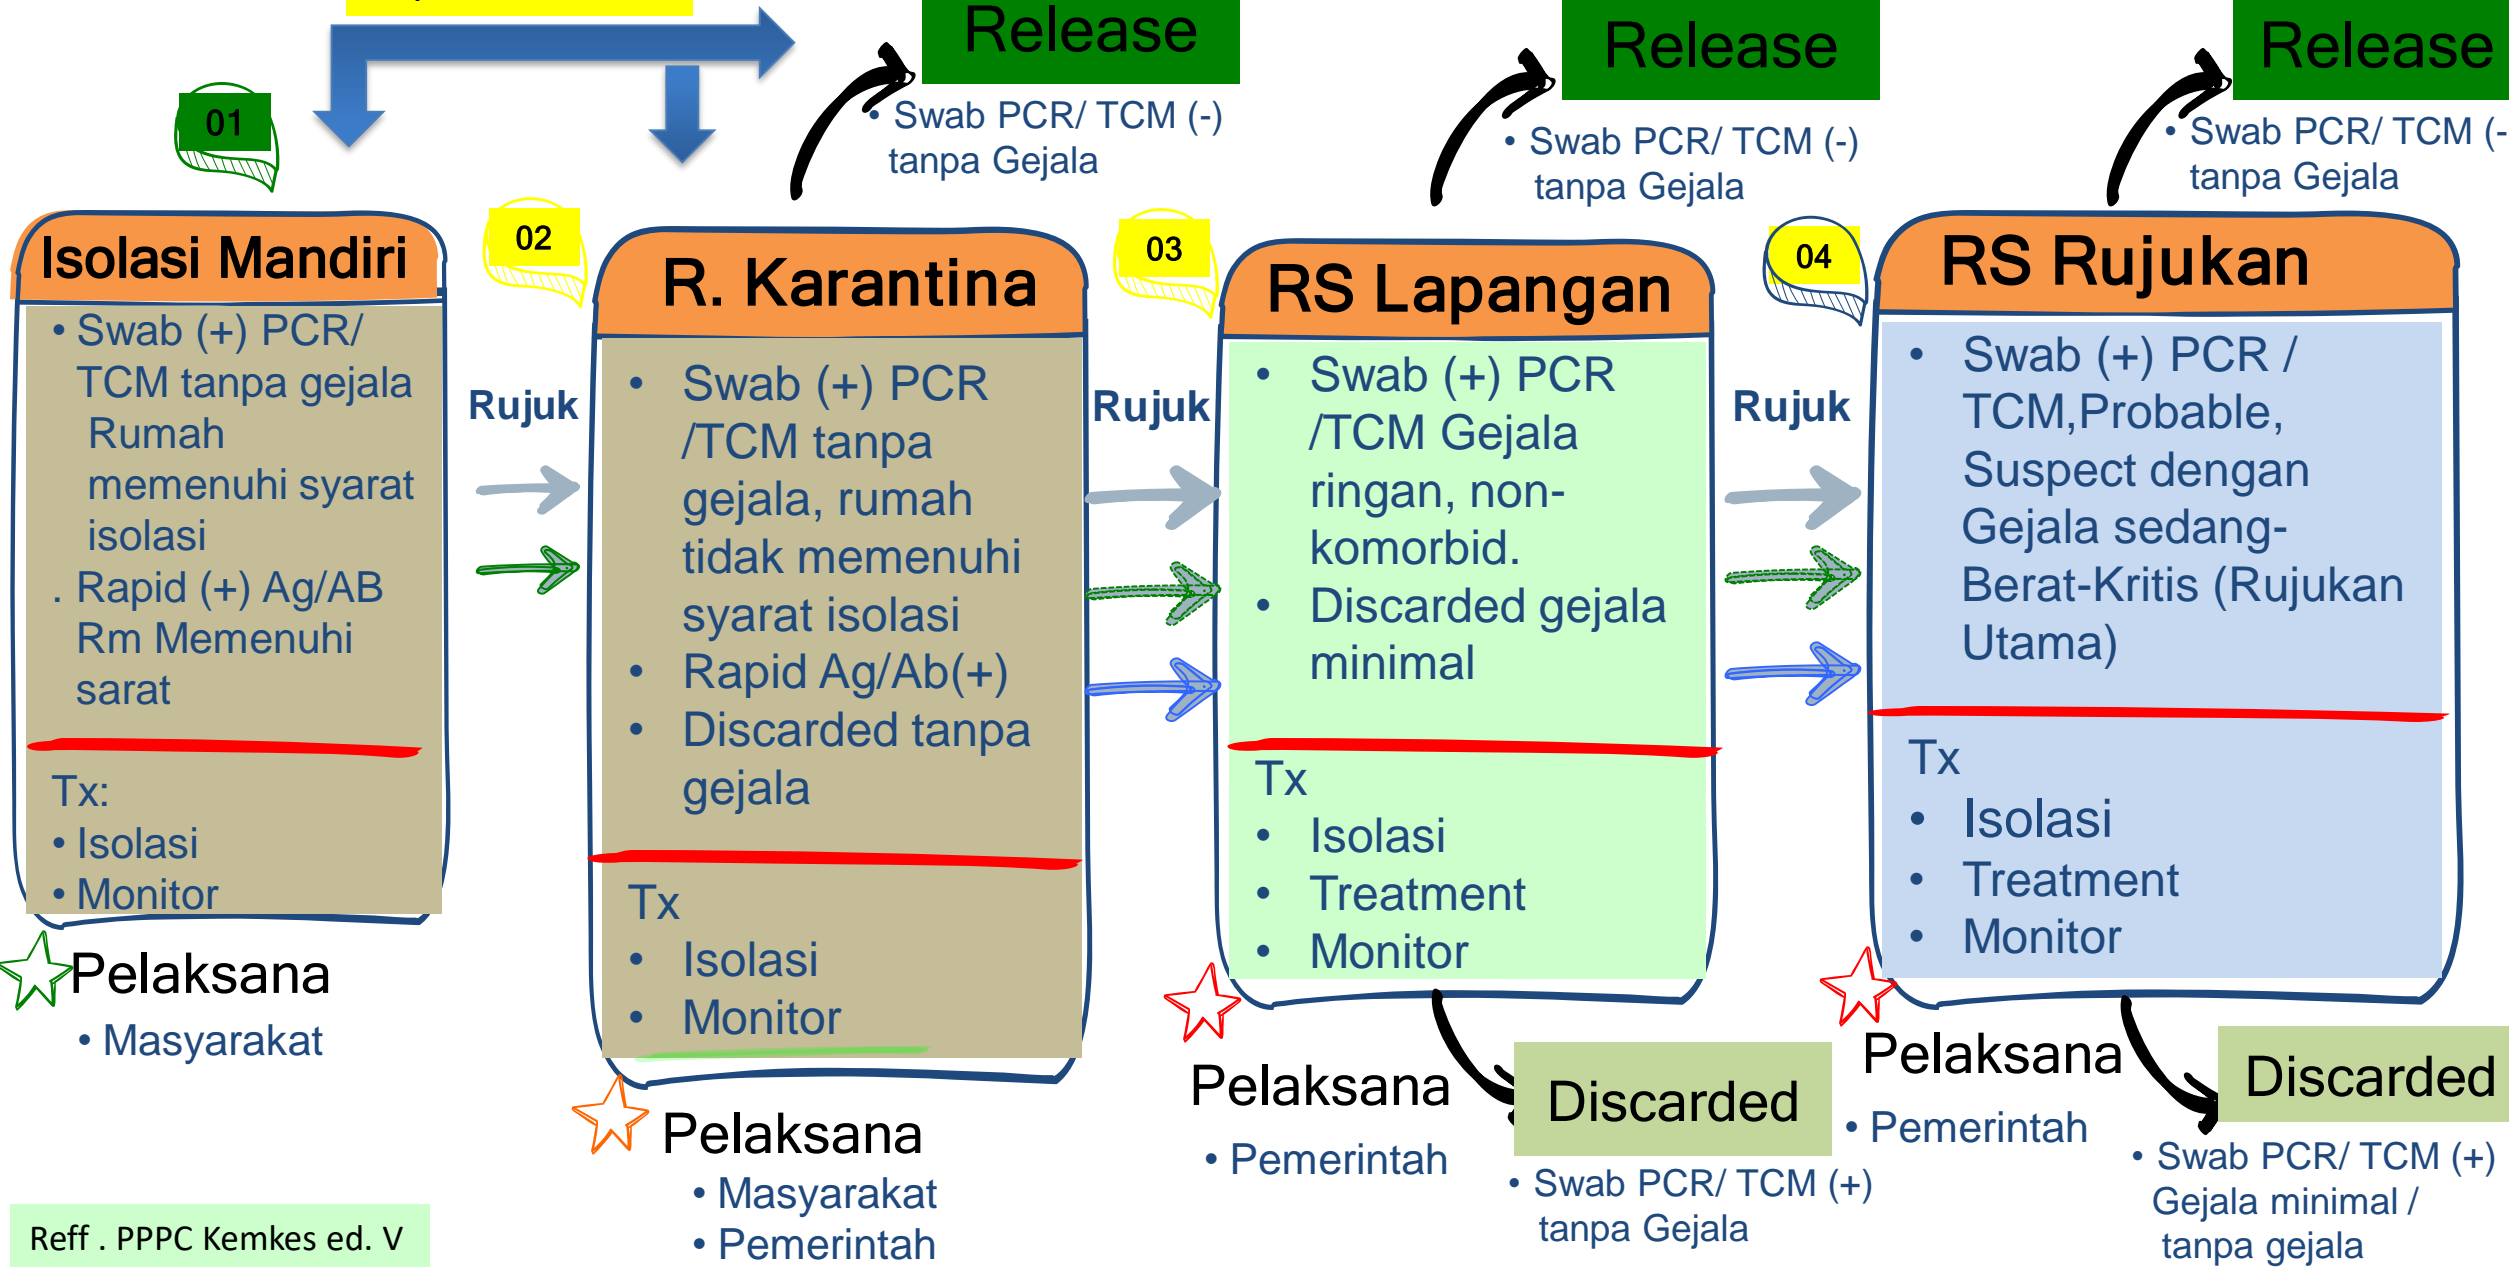 Release
Release
Release
• Swab PCR/ TCM (-)
tanpa Gejala
• Swab PCR/ TCM (-)
tanpa Gejala
• Swab PCR/ TCM (-
tanpa Gejala
01
Isolasi Mandiri
• Swab (+) PCR/
TCM tanpa gejala
Rumah
memenuhi syarat
isolasi
. Rapid (+) Ag/AB
Rm Memenuhi
sarat
Tx:
• Isolasi
• Monitor
Pelaksana
• Masyarakat
Rujuk
02
R. Karantina
• Swab (+) PCR
/TCM tanpa
gejala, rumah
tidak memenuhi
syarat isolasi
• Rapid Ag/Ab(+)
• Discarded tanpa
gejala
Tx
• Isolasi
• Monitor
Pelaksana
• Masyarakat
• Pemerintah
Rujuk
03
RS Lapangan
• Swab (+) PCR
/TCM Gejala
ringan, non-
komorbid.
• Discarded gejala
minimal
Tx
• Isolasi
• Treatment
• Monitor
Pelaksana
• Pemerintah
Discarded
• Swab PCR/ TCM (+)
tanpa Gejala
Rujuk
04
RS Rujukan
• Swab (+) PCR /
TCM,Probable,
Suspect dengan
Gejala sedang-
Berat-Kritis (Rujukan
Utama)
Tx
• Isolasi
• Treatment
• Monitor
Pelaksana
• Pemerintah
Discarded
• Swab PCR/ TCM (+)
Gejala minimal /
tanpa gejala
Reff . PPPC Kemkes ed. V